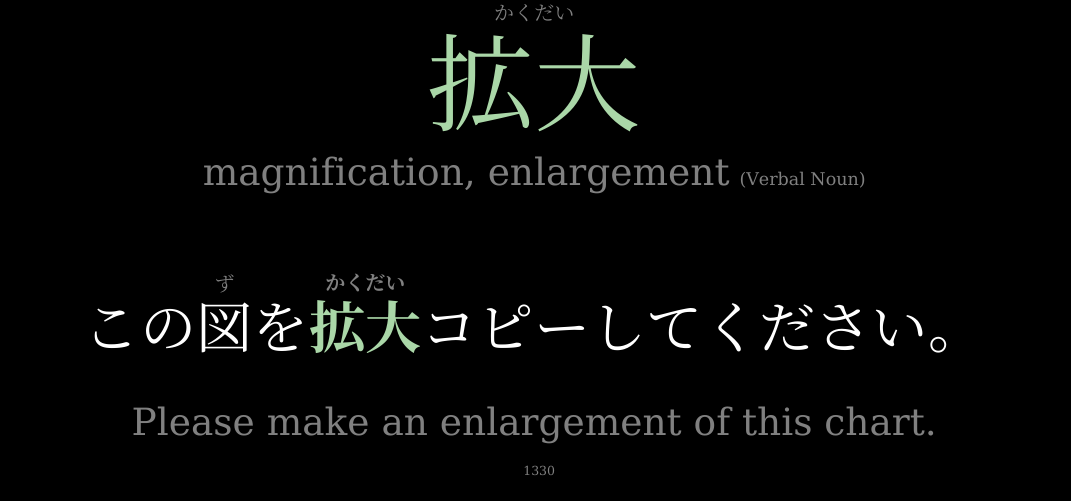 かくだい
拡大
magnification, enlargement (Verbal Noun)
ず かくだい
この図を拡大コピーしてください。
Please make an enlargement of this chart.
1330